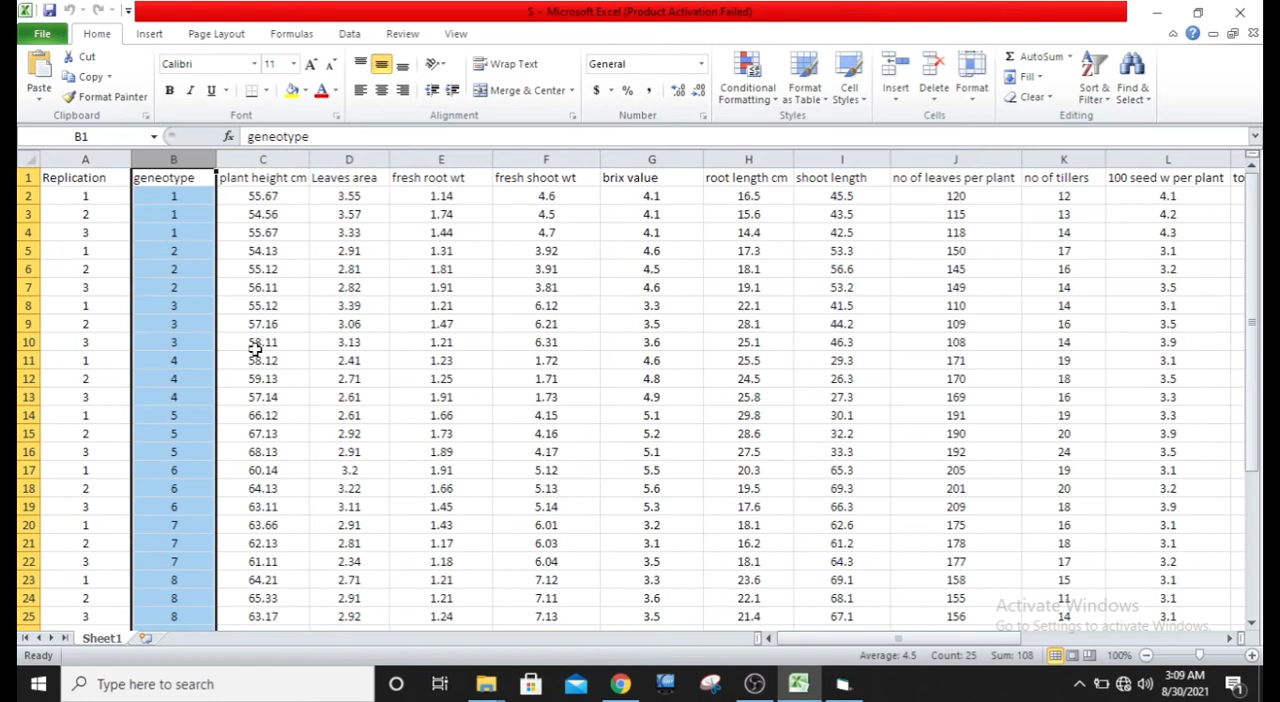 S - Microsoft Excel (Product Activation Failed)
File Home Insert Page Layout Formulas Data Review View
Paste Cut Copy Format Painter Clipboard
Calibri 11 A A B I U A Font
Wrap Text Merge & Center Alignment
General $ % , Number
Conditional Formatting Format as Table Cell Styles Styles
Insert Delete Format Cells
Σ AutoSum Fill Clear Sort & Filter Find & Select Editing
B1 fx geneotype
A B C D E F G H I J K L
1 Replication geneotype plant height cm Leaves area fresh root wt fresh shoot wt brix value root length cm shoot length no of leaves per plant no of tillers 100 seed w per plant to
2 1 1 55.67 3.55 1.14 4.6 4.1 16.5 45.5 120 12 4.1
3 2 1 54.56 3.57 1.74 4.5 4.1 15.6 43.5 115 13 4.2
4 3 1 55.67 3.33 1.44 4.7 4.1 14.4 42.5 118 14 4.3
5 1 2 54.13 2.91 1.31 3.92 4.6 17.3 53.3 150 17 3.1
6 2 2 55.12 2.81 1.81 3.91 4.5 18.1 56.6 145 16 3.2
7 3 2 56.11 2.82 1.91 3.81 4.6 19.1 53.2 149 14 3.5
8 1 3 55.12 3.39 1.21 6.12 3.3 22.1 41.5 110 14 3.1
9 2 3 57.16 3.06 1.47 6.21 3.5 28.1 44.2 109 16 3.5
10 3 3 58.11 3.13 1.21 6.31 3.6 25.1 46.3 108 14 3.9
11 1 4 58.12 2.41 1.23 1.72 4.6 25.5 29.3 171 19 3.1
12 2 4 59.13 2.71 1.25 1.71 4.8 24.5 26.3 170 18 3.5
13 3 4 57.14 2.61 1.91 1.73 4.9 25.8 27.3 169 16 3.3
14 1 5 66.12 2.61 1.66 4.15 5.1 29.8 30.1 191 19 3.3
15 2 5 67.13 2.92 1.73 4.16 5.2 28.6 32.2 190 20 3.9
16 3 5 68.13 2.91 1.89 4.17 5.1 27.5 33.3 192 24 3.5
17 1 6 60.14 3.2 1.91 5.12 5.5 20.3 65.3 205 19 3.1
18 2 6 64.13 3.22 1.66 5.13 5.6 19.5 69.3 201 20 3.2
19 3 6 63.11 3.11 1.45 5.14 5.3 17.6 66.3 209 18 3.9
20 1 7 63.66 2.91 1.43 6.01 3.2 18.1 62.6 175 16 3.1
21 2 7 62.13 2.81 1.17 6.03 3.1 16.2 61.2 178 18 3.1
22 3 7 61.11 2.34 1.18 6.04 3.5 18.1 64.3 177 17 3.2
23 1 8 64.21 2.71 1.21 7.12 3.3 23.6 69.1 158 15 3.1
24 2 8 65.33 2.91 1.21 7.11 3.6 22.1 68.1 155 11 3.1
25 3 8 63.17 2.92 1.24 7.13 3.5 21.4 67.1 156 14 3.1
Activate Windows
Go to Settings to activate Windows.
Sheet1
Ready Average: 4.5 Count: 25 Sum: 108 100%
Type here to search 3:09 AM
8/30/2021 1